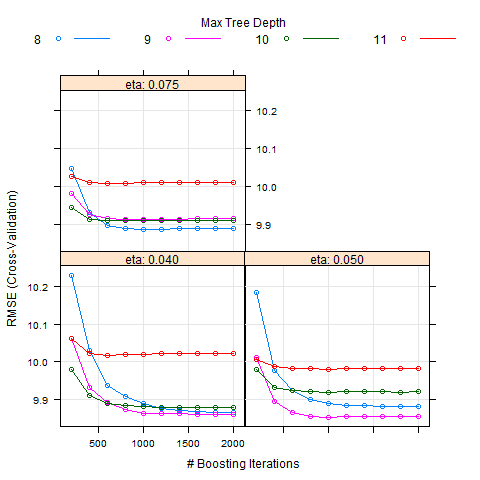 Max Tree Depth
8 9 10 11
eta: 0.075
10.2
10.1
10.0
9.9
eta: 0.040 eta: 0.050
10.2
10.1
10.0
9.9
500 1000 1500 2000
# Boosting Iterations
RMSE (Cross-Validation)